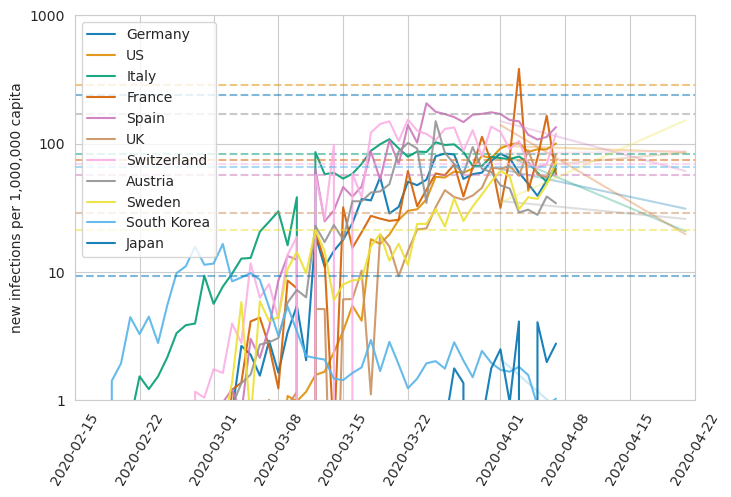 1000
100
10
1
new infections per 1,000,000 capita
Germany
US
Italy
France
Spain
UK
Switzerland
Austria
Sweden
South Korea
Japan
2020-02-15
2020-02-22
2020-03-01
2020-03-08
2020-03-15
2020-03-22
2020-04-01
2020-04-08
2020-04-15
2020-04-22